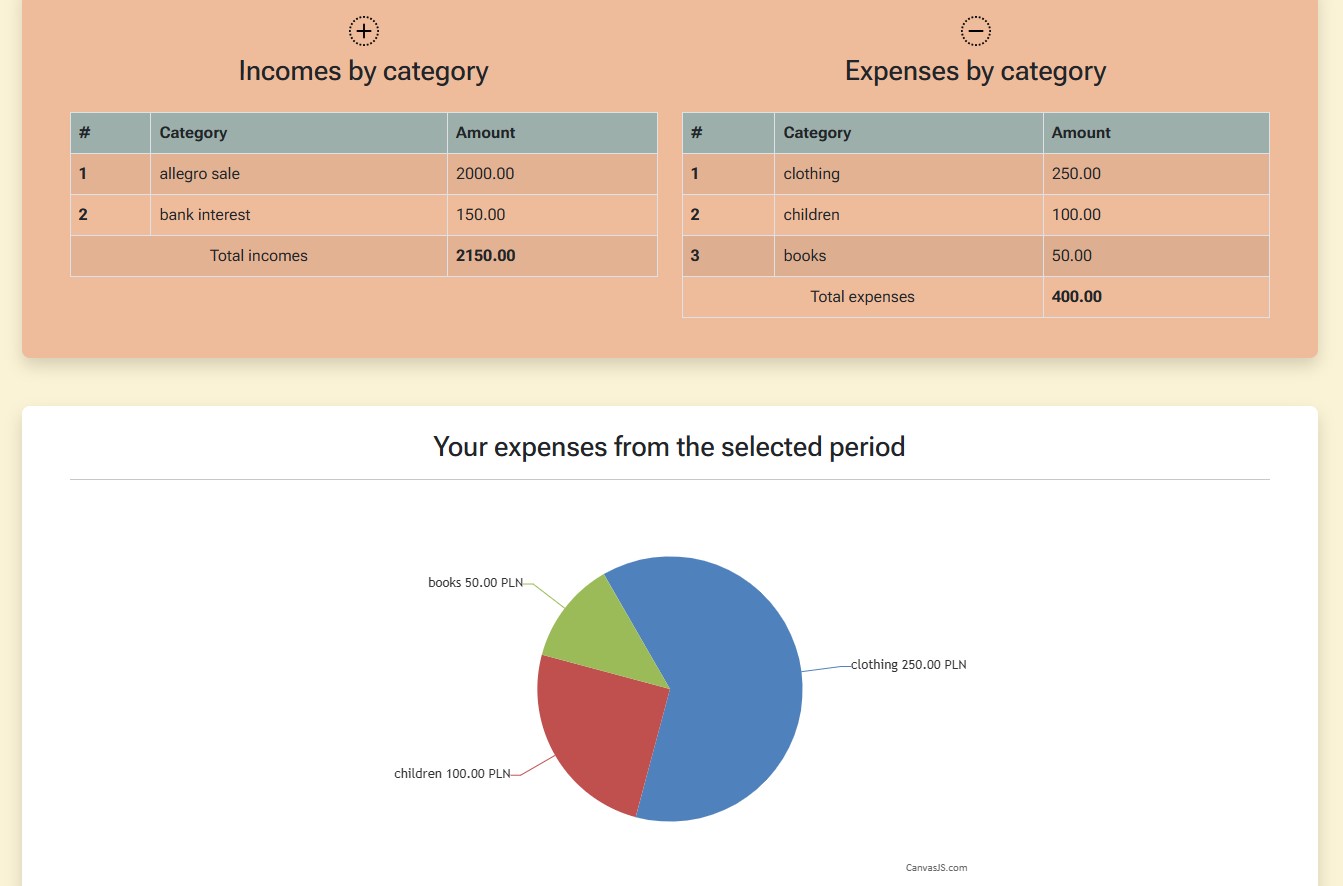 Incomes by category
# Category Amount
1 allegro sale 2000.00
2 bank interest 150.00
Total incomes 2150.00
Expenses by category
# Category Amount
1 clothing 250.00
2 children 100.00
3 books 50.00
Total expenses 400.00
Your expenses from the selected period
books 50.00 PLN
clothing 250.00 PLN
children 100.00 PLN
CanvasJS.com